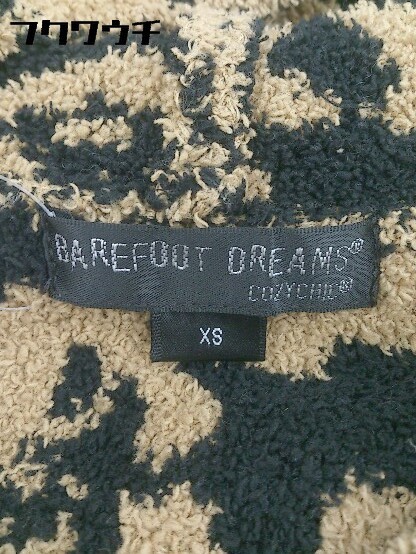 フクワウチ
BAREFOOT DREAMS®
COZYCHIC®
XS